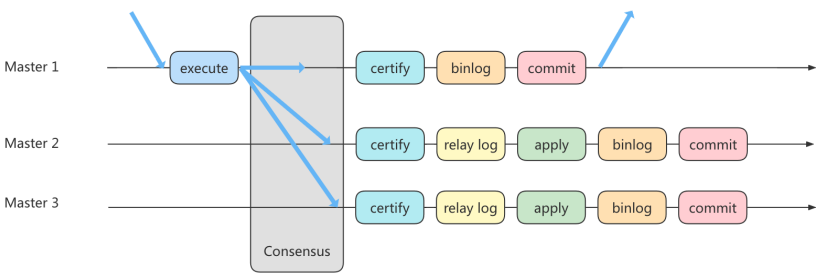 Master 1
execute
certify
binlog
commit
Master 2
certify
relay log
apply
binlog
commit
Master 3
certify
relay log
apply
binlog
commit
Consensus